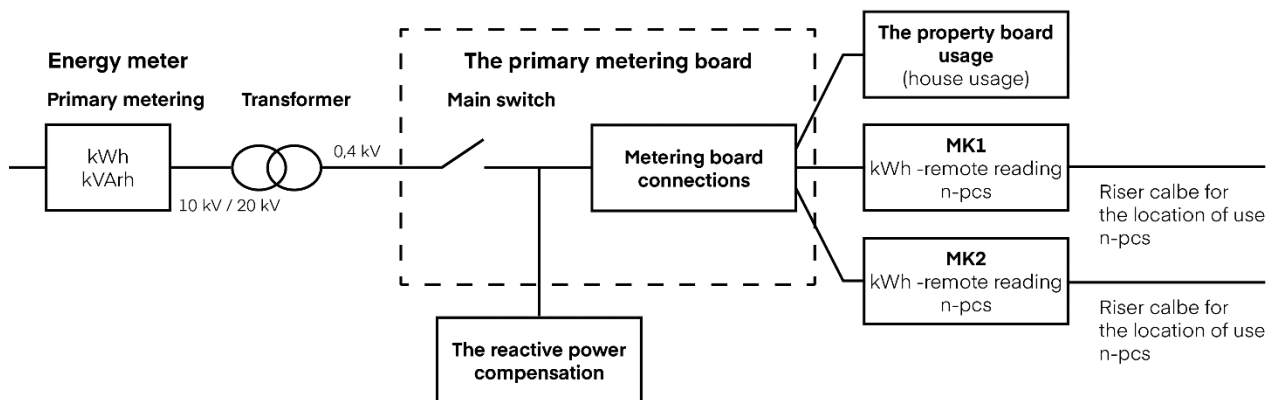 Energy meter
Primary metering
kWh
kVArh
10 kV / 20 kV
Transformer
0,4 kV
The primary metering board
Main switch
Metering board
connections
The reactive power
compensation
The property board
usage
(house usage)
MK1
kWh -remote reading
n-pcs
Riser calbe for
the location of use
n-pcs
MK2
kWh -remote reading
n-pcs
Riser calbe for
the location of use
n-pcs